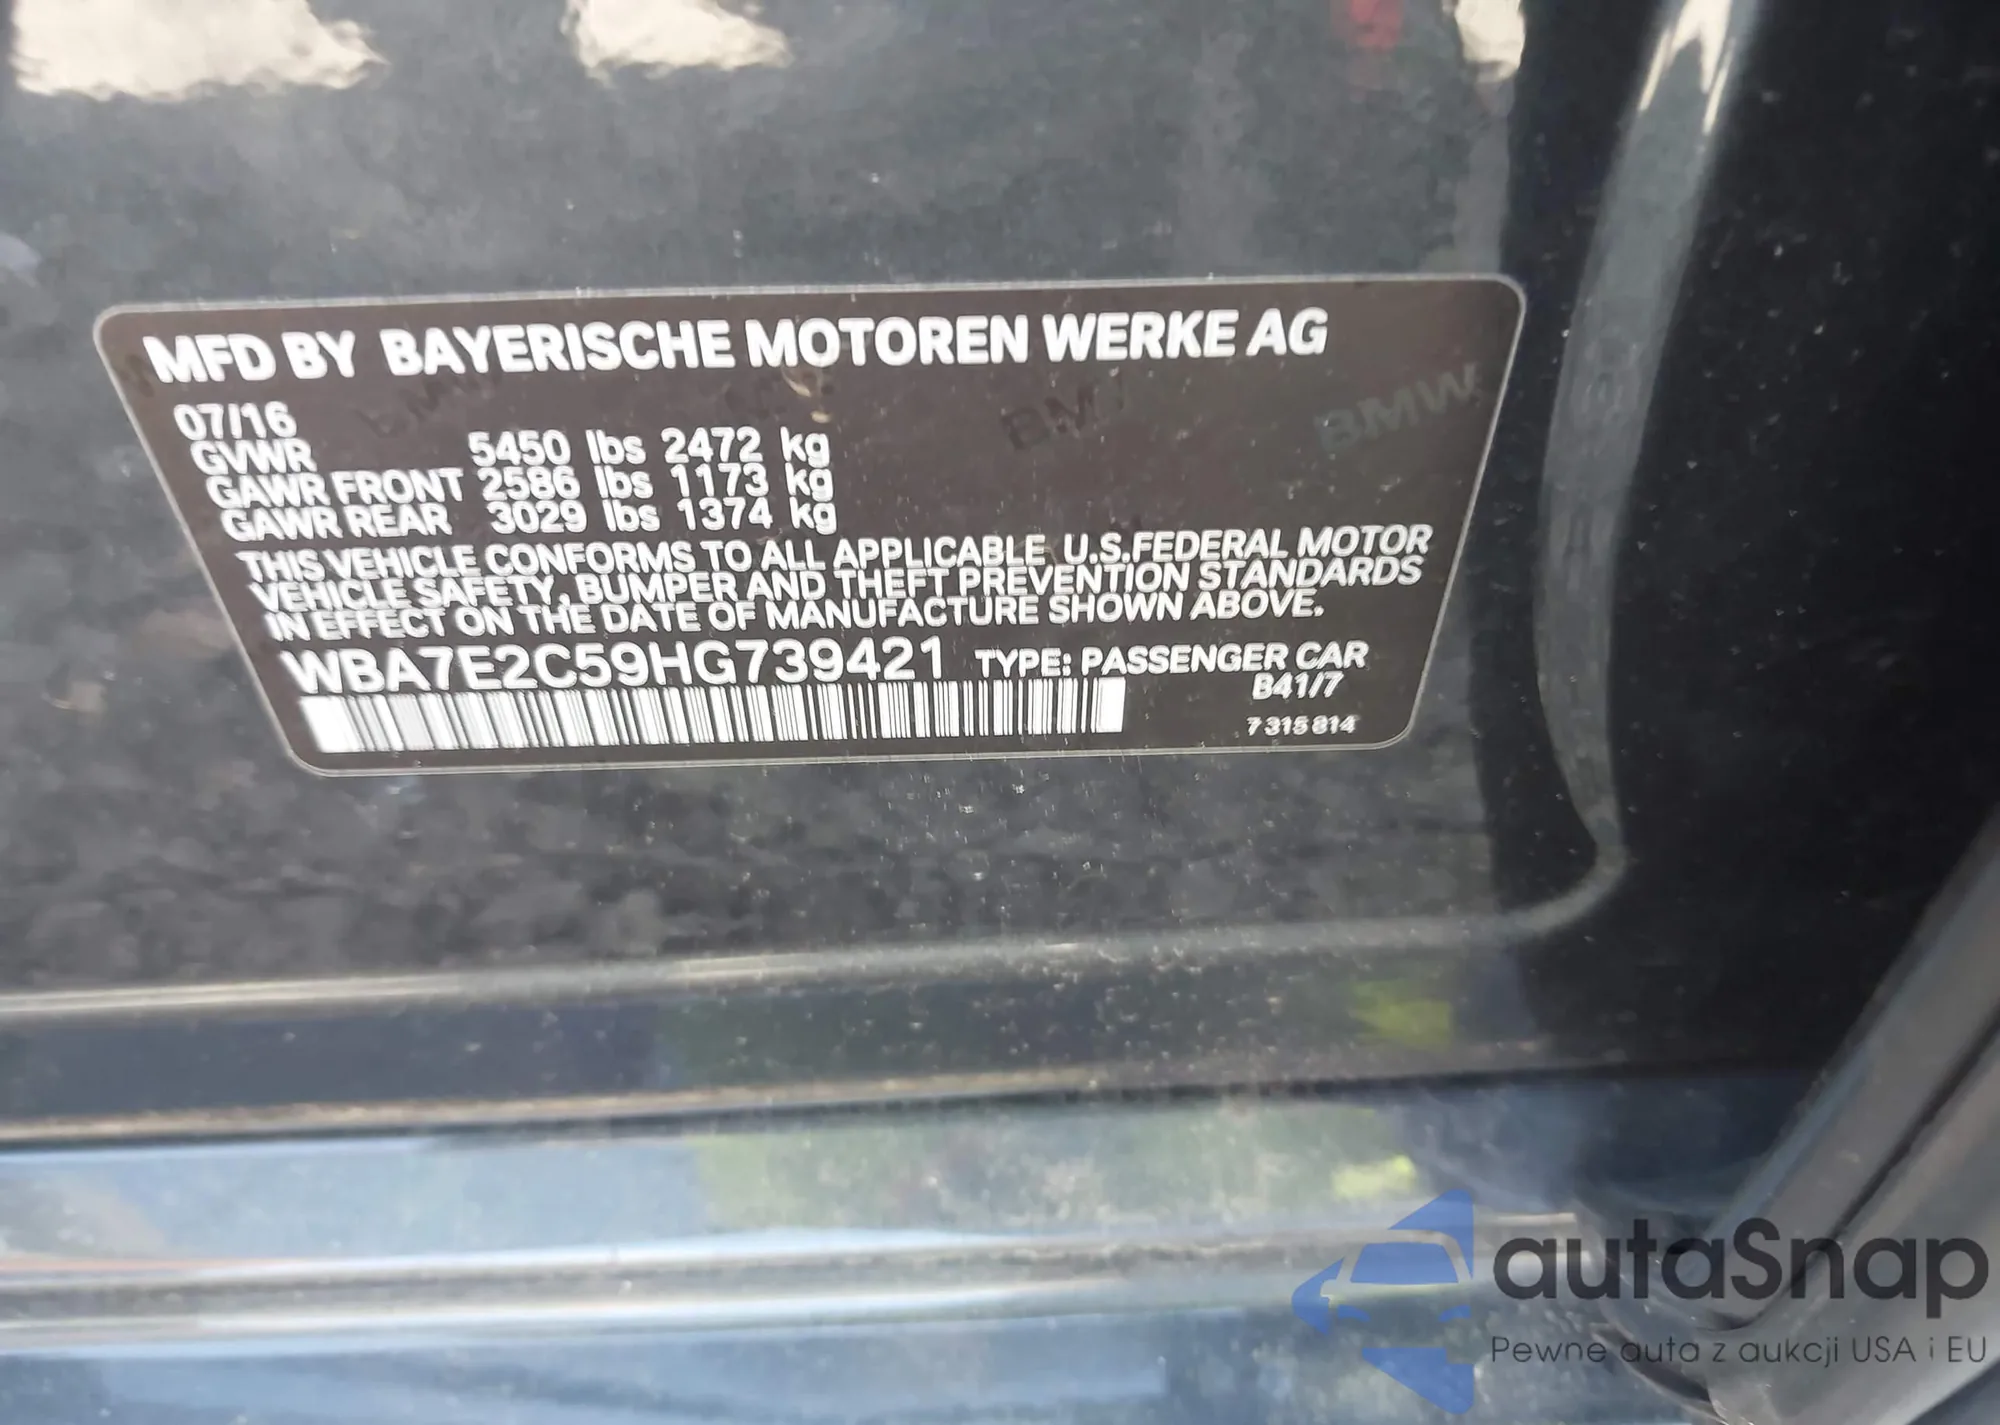 MFD BY BAYERISCHE MOTOREN WERKE AG
07/16
GVWR 5450 lbs 2472 kg
GAWR FRONT 2586 lbs 1173 kg
GAWR REAR 3029 lbs 1374 kg
THIS VEHICLE CONFORMS TO ALL APPLICABLE U.S.FEDERAL MOTOR
VEHICLE SAFETY, BUMPER AND THEFT PREVENTION STANDARDS
IN EFFECT ON THE DATE OF MANUFACTURE SHOWN ABOVE.
WBA7E2C59HG739421 TYPE: PASSENGER CAR
B41/7
7 315 814
BMW
autaSnap
Pewne auta z aukcji USA i EU